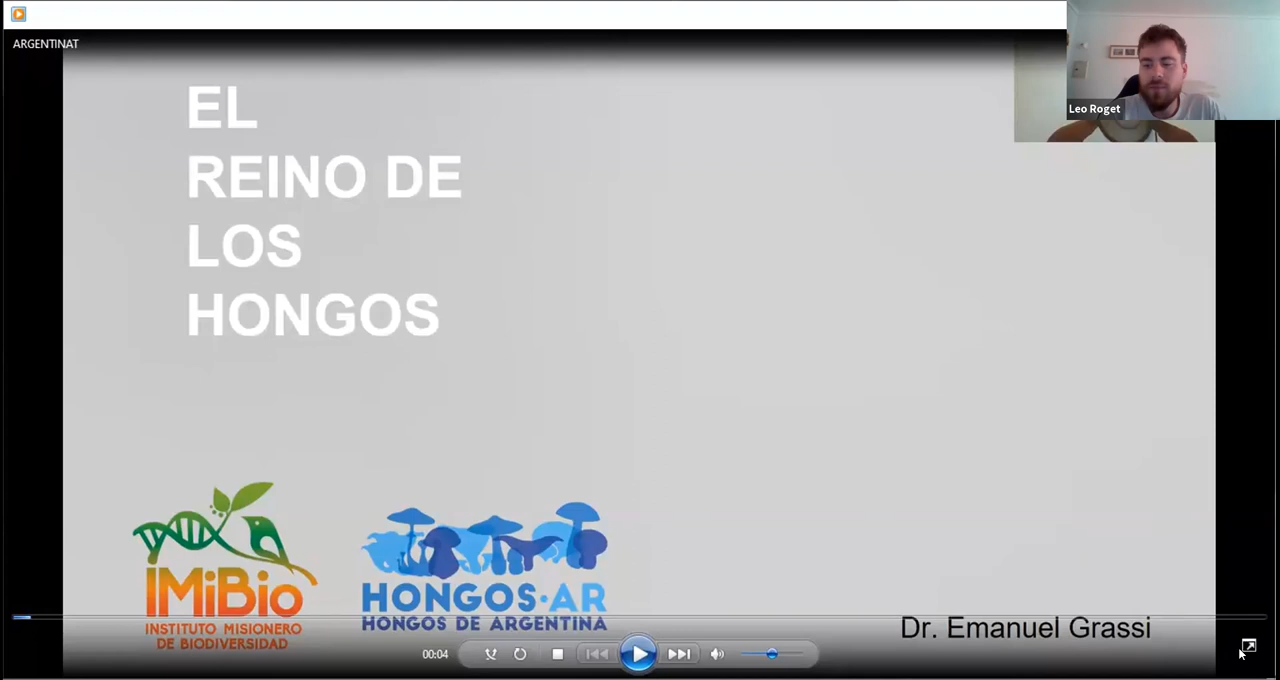 ARGENTINAT
Leo Roget
EL
REINO DE
LOS
HONGOS
IMiBio
INSTITUTO MISIONERO
DE BIODIVERSIDAD
HONGOS·AR
HONGOS DE ARGENTINA
Dr. Emanuel Grassi
00:04